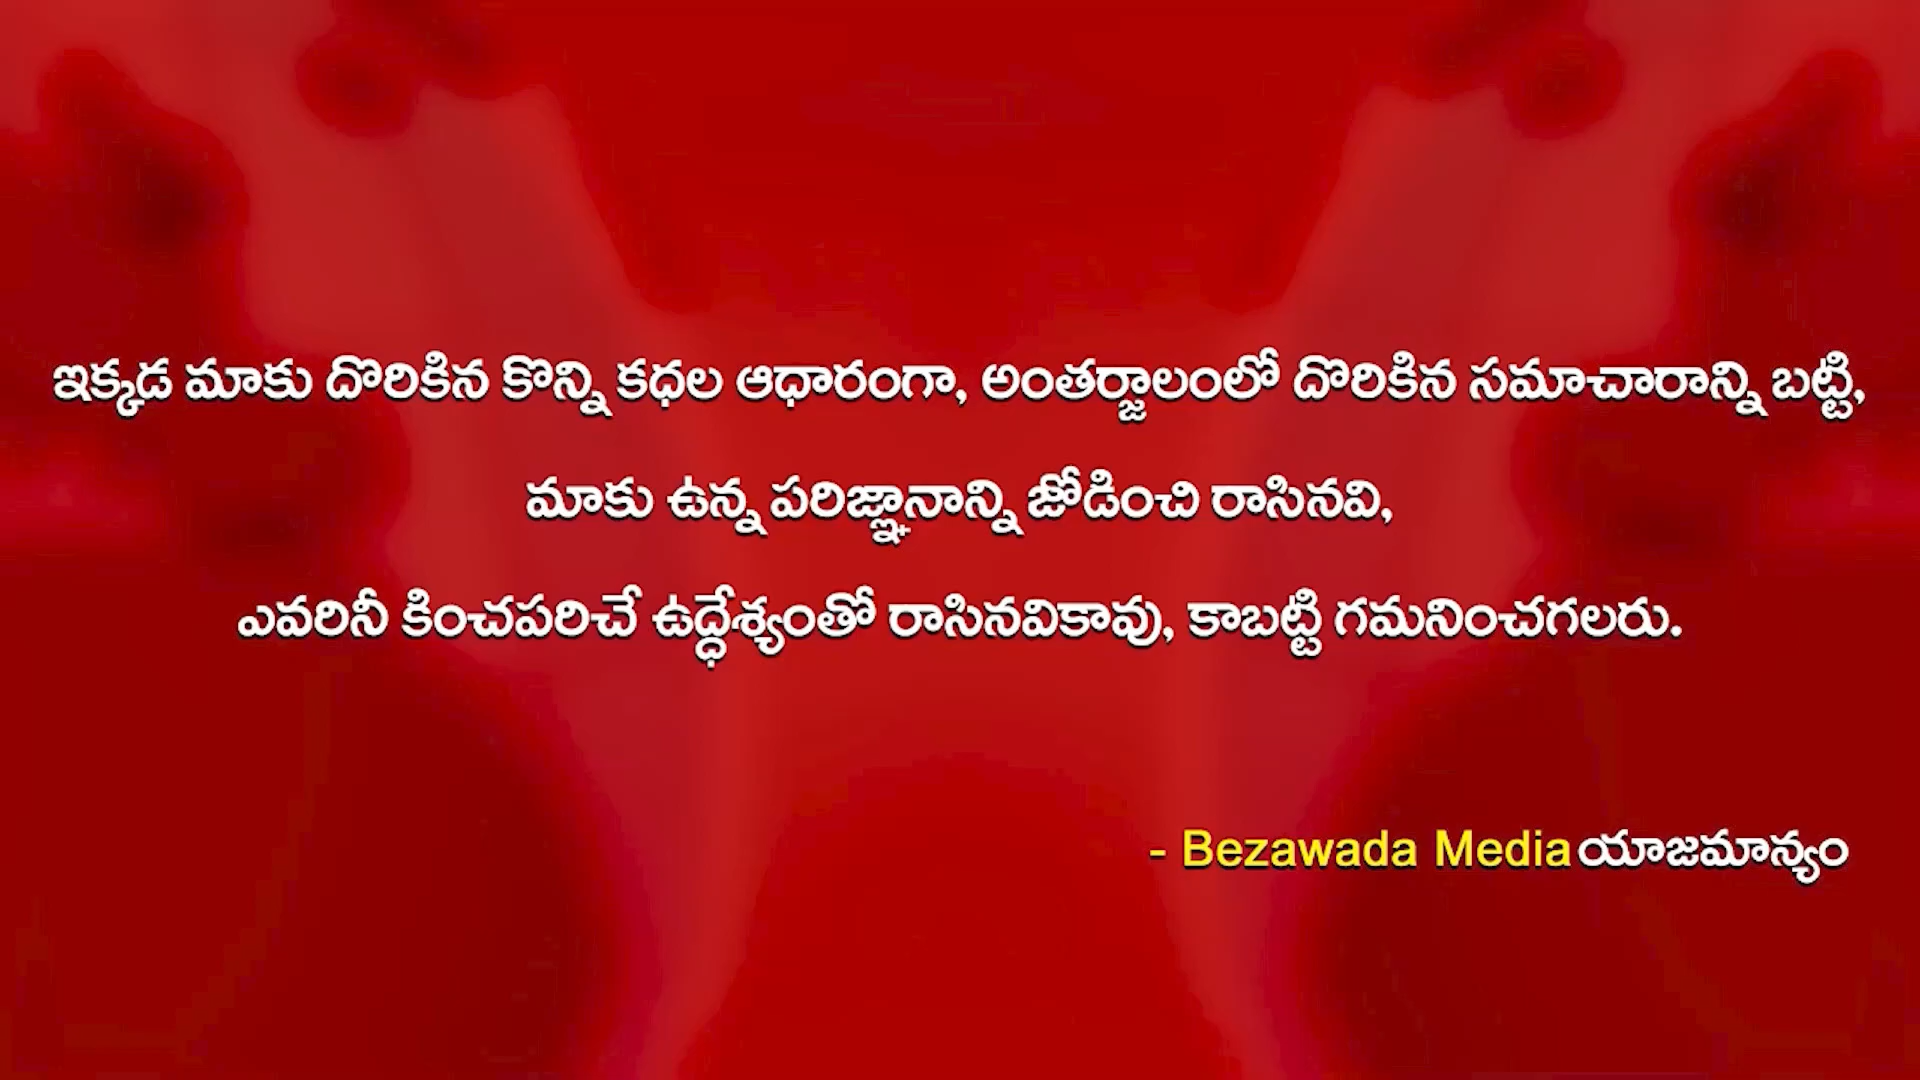 ఇక్కడ మాకు దొరికిన కొన్ని కధల ఆధారంగా, అంతర్జాలంలో దొరికిన సమాచారాన్ని బట్టి,
మాకు ఉన్న పరిజ్ఞానాన్ని జోడించి రాసినవి,
ఎవరినీ కించపరిచే ఉద్ధేశ్యంతో రాసినవికావు, కాబట్టి గమనించగలరు.
- Bezawada Media యాజమాన్యం